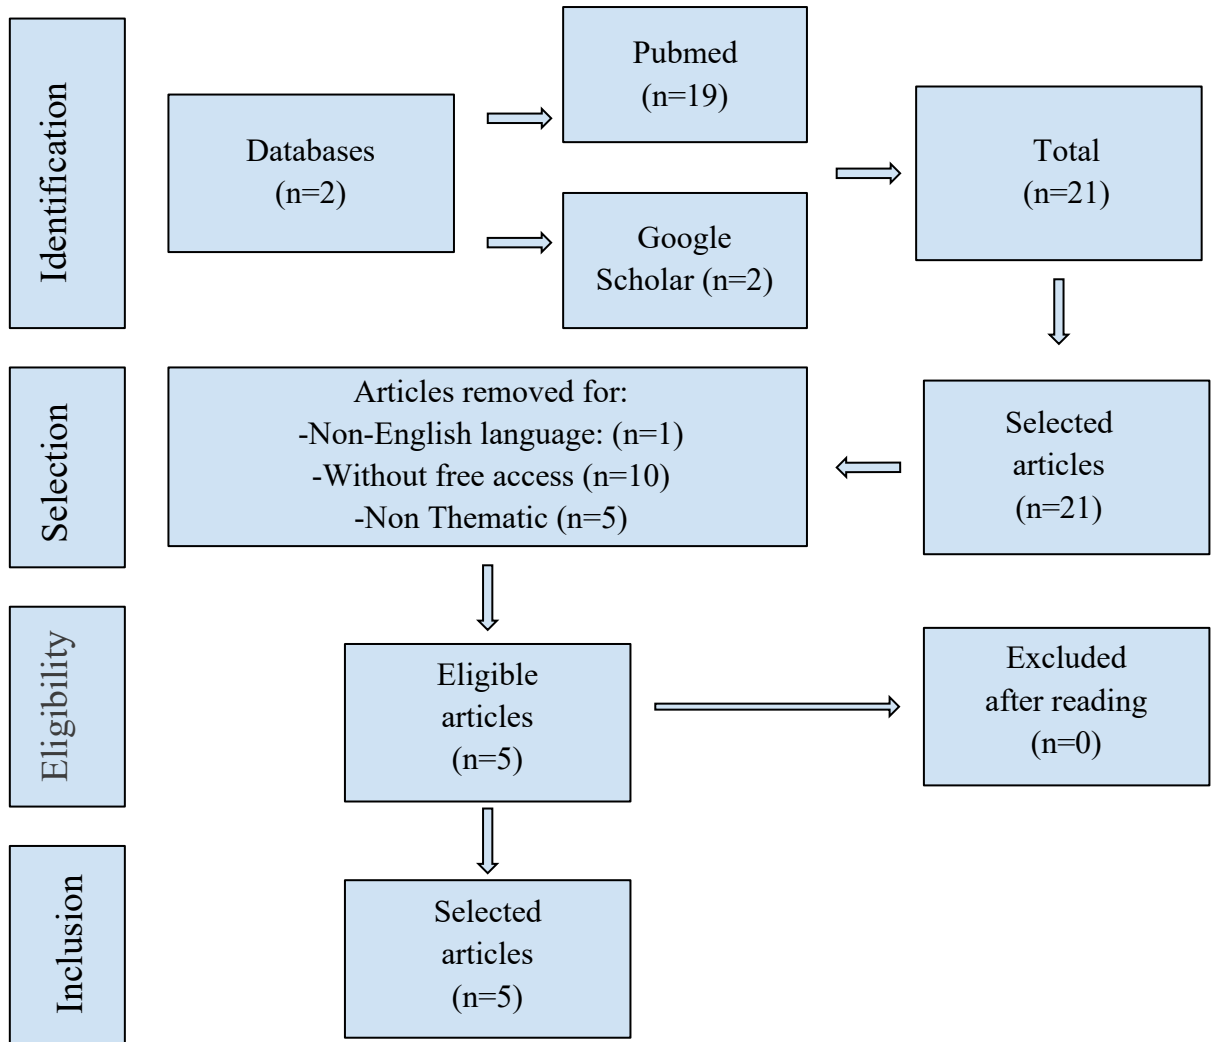 Identification
Databases
(n=2)
Pubmed
(n=19)
Google
Scholar (n=2)
Total
(n=21)
Selection
Articles removed for:
-Non-English language: (n=1)
-Without free access (n=10)
-Non Thematic (n=5)
Selected
articles
(n=21)
Eligibility
Eligible
articles
(n=5)
Excluded
after reading
(n=0)
Inclusion
Selected
articles
(n=5)